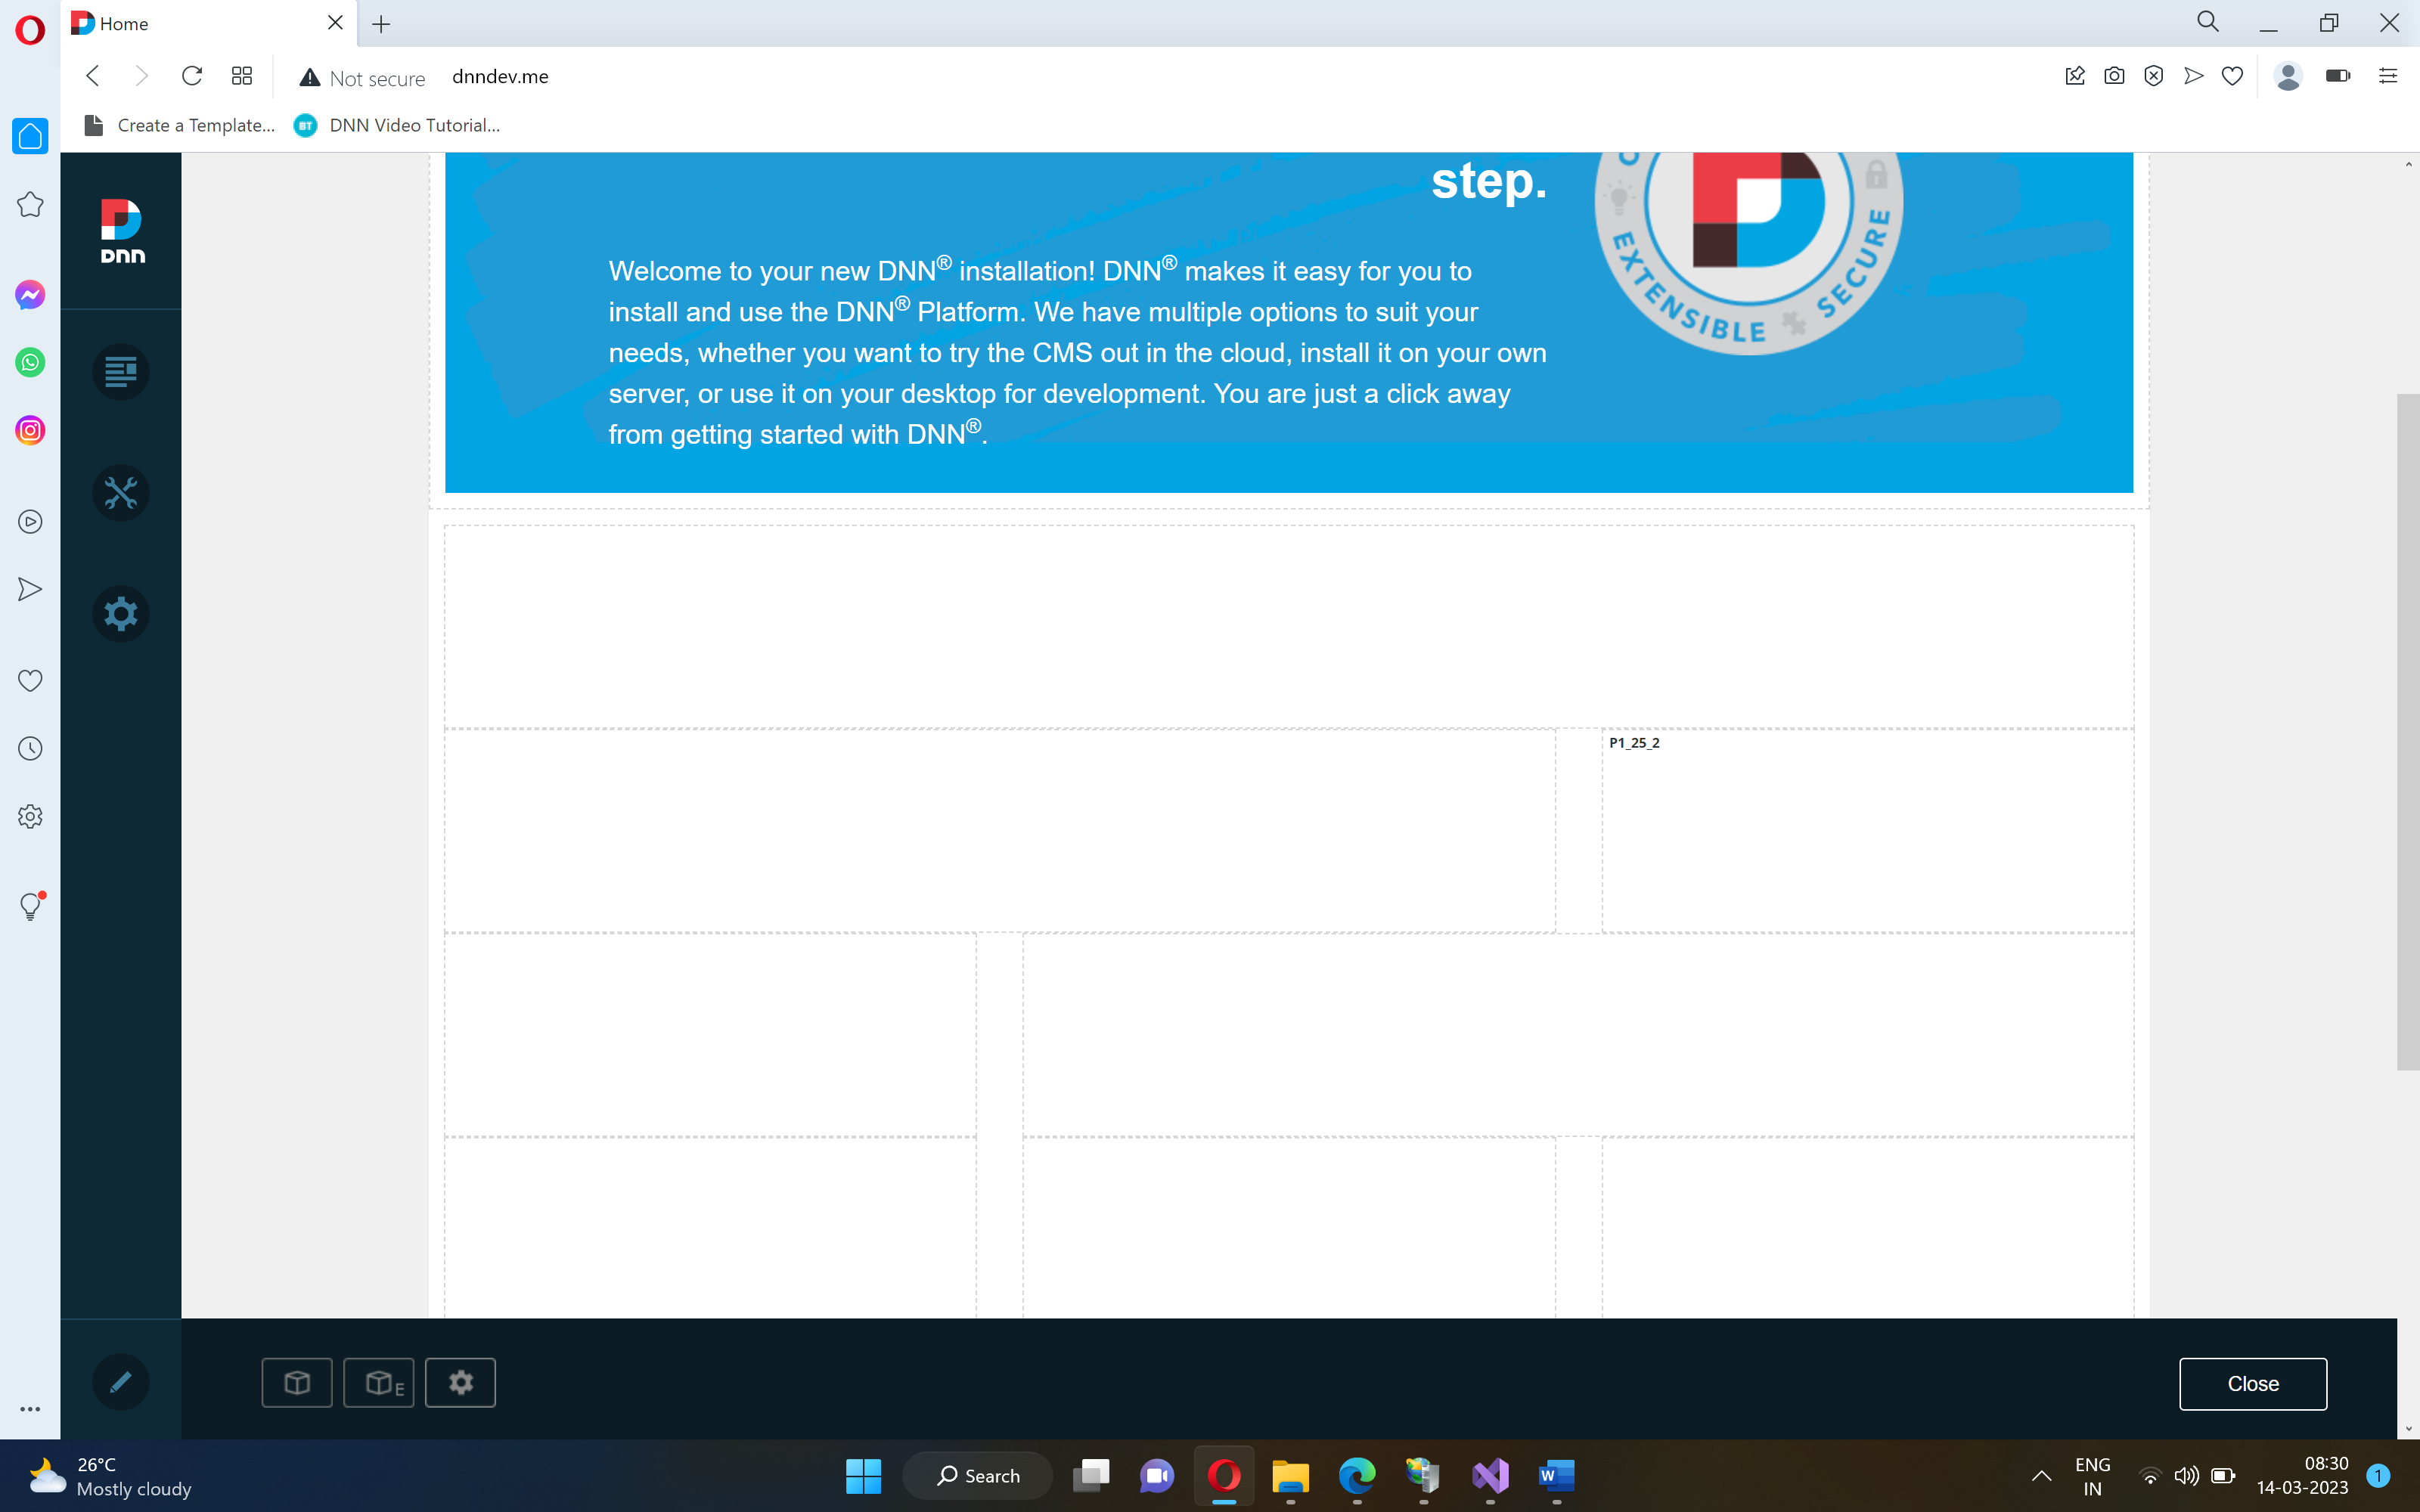 Home
Not secure dnndev.me
Create a Template... BT DNN Video Tutorial...
DNN
step.
EXTENSIBLE SECURE
Welcome to your new DNN® installation! DNN® makes it easy for you to
install and use the DNN® Platform. We have multiple options to suit your
needs, whether you want to try the CMS out in the cloud, install it on your own
server, or use it on your desktop for development. You are just a click away
from getting started with DNN®.
P1_25_2
E
Close
26°C
Mostly cloudy
Search
W
ENG
IN
08:30
14-03-2023
1